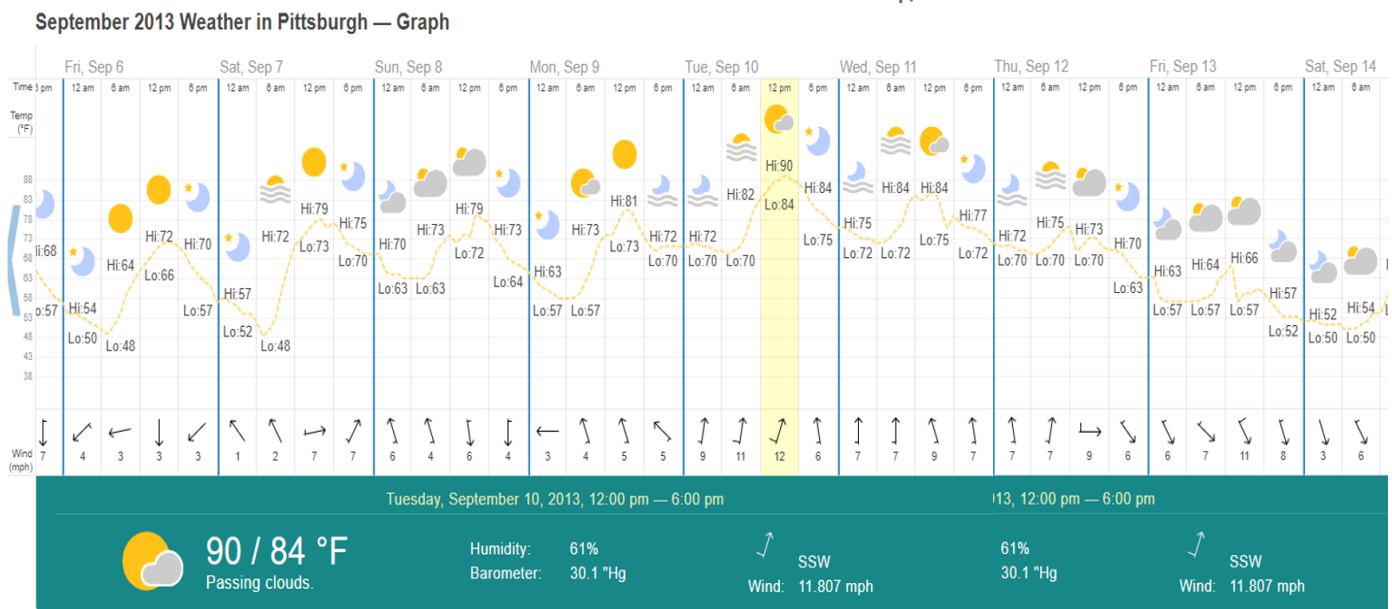 September 2013 Weather in Pittsburgh — Graph
Fri, Sep 6 Sat, Sep 7 Sun, Sep 8 Mon, Sep 9 Tue, Sep 10 Wed, Sep 11 Thu, Sep 12 Fri, Sep 13 Sat, Sep 14
Time pm 12 am 6 am 12 pm 6 pm 12 am 6 am 12 pm 6 pm 12 am 6 am 12 pm 6 pm 12 am 6 am 12 pm 6 pm 12 am 6 am 12 pm 6 pm 12 am 6 am 12 pm 6 pm 12 am 6 am 12 pm 6 pm 12 am 6 am 12 pm 6 pm 12 am 6 am
Temp
(°F)
88
83
78
73
68
63
58
53
48
43
38
Hi:68 Hi:54 Hi:64 Hi:72 Hi:70 Hi:57 Hi:72 Hi:79 Hi:75 Hi:70 Hi:73 Hi:79 Hi:73 Hi:63 Hi:73 Hi:81 Hi:72 Hi:72 Hi:82 Hi:90 Hi:84 Hi:75 Hi:84 Hi:84 Hi:77 Hi:72 Hi:75 Hi:73 Hi:70 Hi:63 Hi:64 Hi:66 Hi:57 Hi:52 Hi:54
Lo:57 Lo:50 Lo:48 Lo:66 Lo:57 Lo:52 Lo:48 Lo:73 Lo:70 Lo:63 Lo:63 Lo:72 Lo:64 Lo:57 Lo:57 Lo:73 Lo:70 Lo:70 Lo:70 Lo:84 Lo:75 Lo:72 Lo:72 Lo:75 Lo:72 Lo:70 Lo:70 Lo:70 Lo:63 Lo:57 Lo:57 Lo:57 Lo:52 Lo:50 Lo:50
Wind
(mph)
7 4 3 3 3 1 2 7 7 6 4 6 4 3 4 5 5 9 11 12 6 7 7 9 7 7 7 9 6 6 7 11 8 3 6
Tuesday, September 10, 2013, 12:00 pm — 6:00 pm
13, 12:00 pm — 6:00 pm
90 / 84 °F
Passing clouds.
Humidity: 61%
Barometer: 30.1 "Hg
SSW
Wind: 11.807 mph
61%
30.1 "Hg
SSW
Wind: 11.807 mph